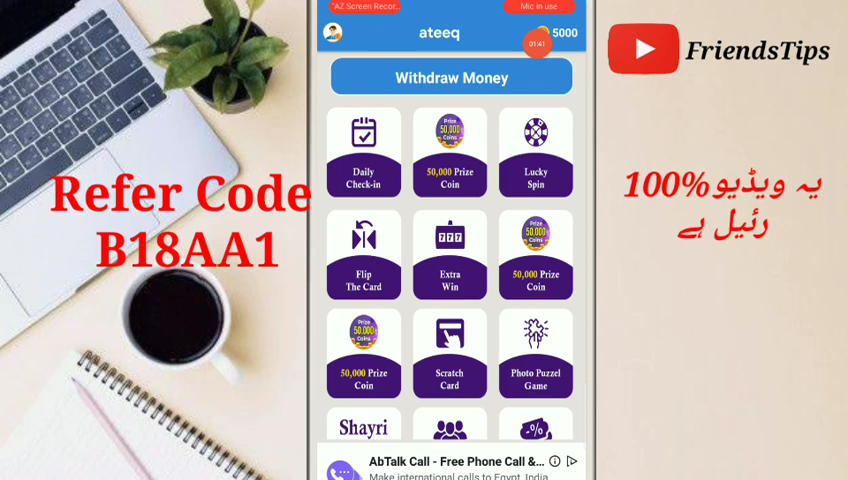 "AZ Screen Recor..
Mic in use
ateeq
5000
01:41
Withdraw Money
Daily
Check-in
Prize
50,000
Coins
50,000 Prize
Coin
Lucky
Spin
Flip
The Card
777
Extra
Win
Prize
50,000
Coins
50,000 Prize
Coin
Prize
50,000
Coins
50,000 Prize
Coin
Scratch
Card
Photo Puzzel
Game
Shayri
-%
AbTalk Call - Free Phone Call &...
Make international calls to Egypt, India
Refer Code
B18AA1
FriendsTips
یہ ویڈیو %100
رئیل ہے